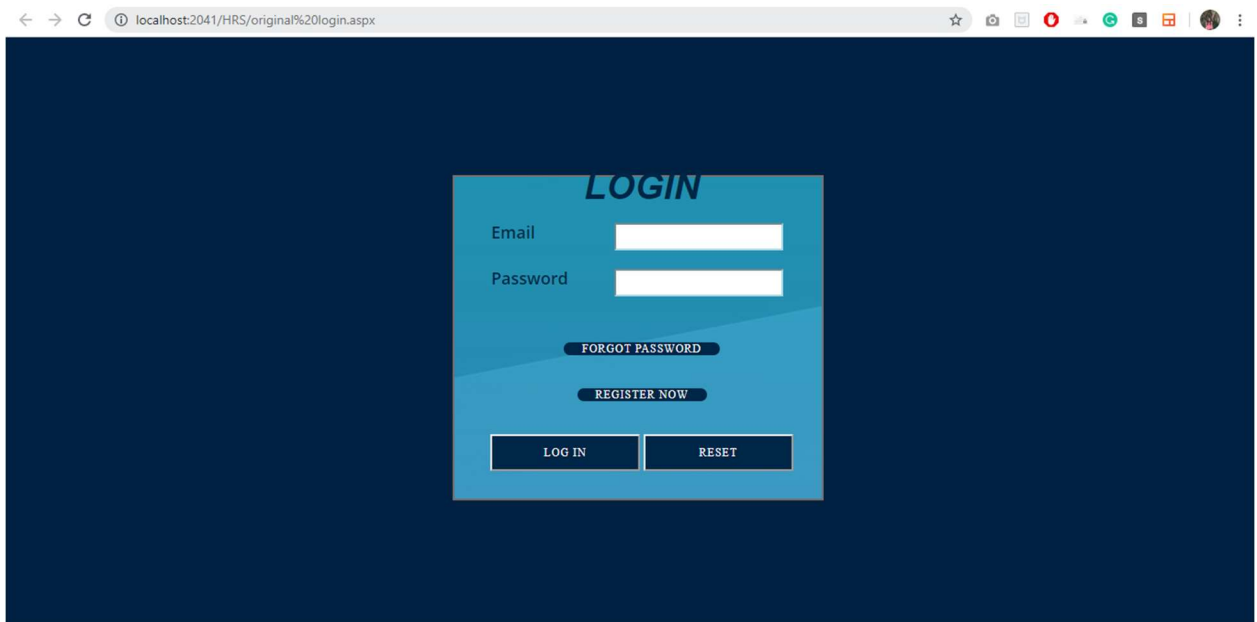 localhost:2041/HRS/original%20login.aspx
LOGIN
Email
Password
FORGOT PASSWORD
REGISTER NOW
LOG IN RESET